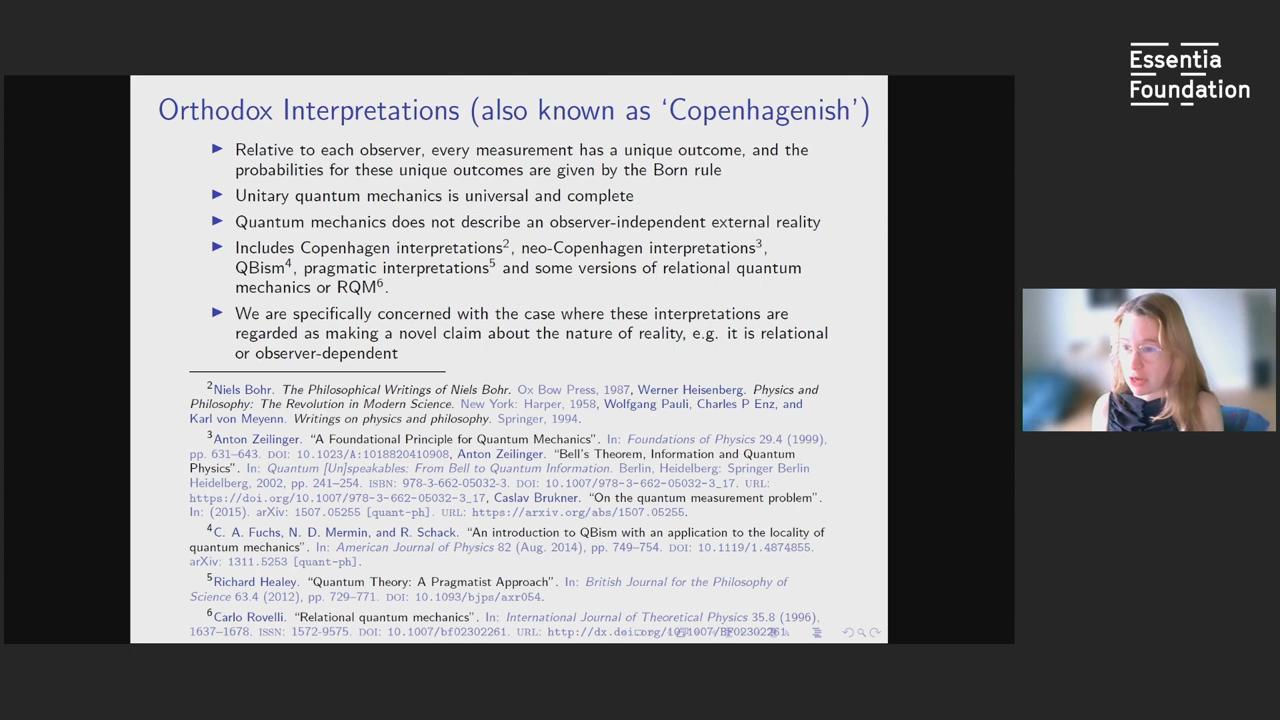 Essentia
Foundation
Orthodox Interpretations (also known as ‘Copenhagenish’)
▶ Relative to each observer, every measurement has a unique outcome, and the
probabilities for these unique outcomes are given by the Born rule
▶ Unitary quantum mechanics is universal and complete
▶ Quantum mechanics does not describe an observer-independent external reality
▶ Includes Copenhagen interpretations2, neo-Copenhagen interpretations3,
QBism4, pragmatic interpretations5 and some versions of relational quantum
mechanics or RQM6.
▶ We are specifically concerned with the case where these interpretations are
regarded as making a novel claim about the nature of reality, e.g. it is relational
or observer-dependent
2Niels Bohr. The Philosophical Writings of Niels Bohr. Ox Bow Press, 1987, Werner Heisenberg. Physics and
Philosophy: The Revolution in Modern Science. New York: Harper, 1958, Wolfgang Pauli, Charles P Enz, and
Karl von Meyenn. Writings on physics and philosophy. Springer, 1994.
3Anton Zeilinger. “A Foundational Principle for Quantum Mechanics”. In: Foundations of Physics 29.4 (1999),
pp. 631–643. DOI: 10.1023/A:1018820410908, Anton Zeilinger. “Bell’s Theorem, Information and Quantum
Physics”. In: Quantum [Un]speakables: From Bell to Quantum Information. Berlin, Heidelberg: Springer Berlin
Heidelberg, 2002, pp. 241–254. ISBN: 978-3-662-05032-3. DOI: 10.1007/978-3-662-05032-3_17. URL:
https://doi.org/10.1007/978-3-662-05032-3_17, Caslav Brukner. “On the quantum measurement problem”.
In: (2015). arXiv: 1507.05255 [quant-ph]. URL: https://arxiv.org/abs/1507.05255.
4C. A. Fuchs, N. D. Mermin, and R. Schack. “An introduction to QBism with an application to the locality of
quantum mechanics”. In: American Journal of Physics 82 (Aug. 2014), pp. 749–754. DOI: 10.1119/1.4874855.
arXiv: 1311.5253 [quant-ph].
5Richard Healey. “Quantum Theory: A Pragmatist Approach”. In: British Journal for the Philosophy of
Science 63.4 (2012), pp. 729–771. DOI: 10.1093/bjps/axr054.
6Carlo Rovelli. “Relational quantum mechanics”. In: International Journal of Theoretical Physics 35.8 (1996),
1637–1678. ISSN: 1572-9575. DOI: 10.1007/bf02302261. URL: http://dx.doi.org/10.1007/BF02302261.